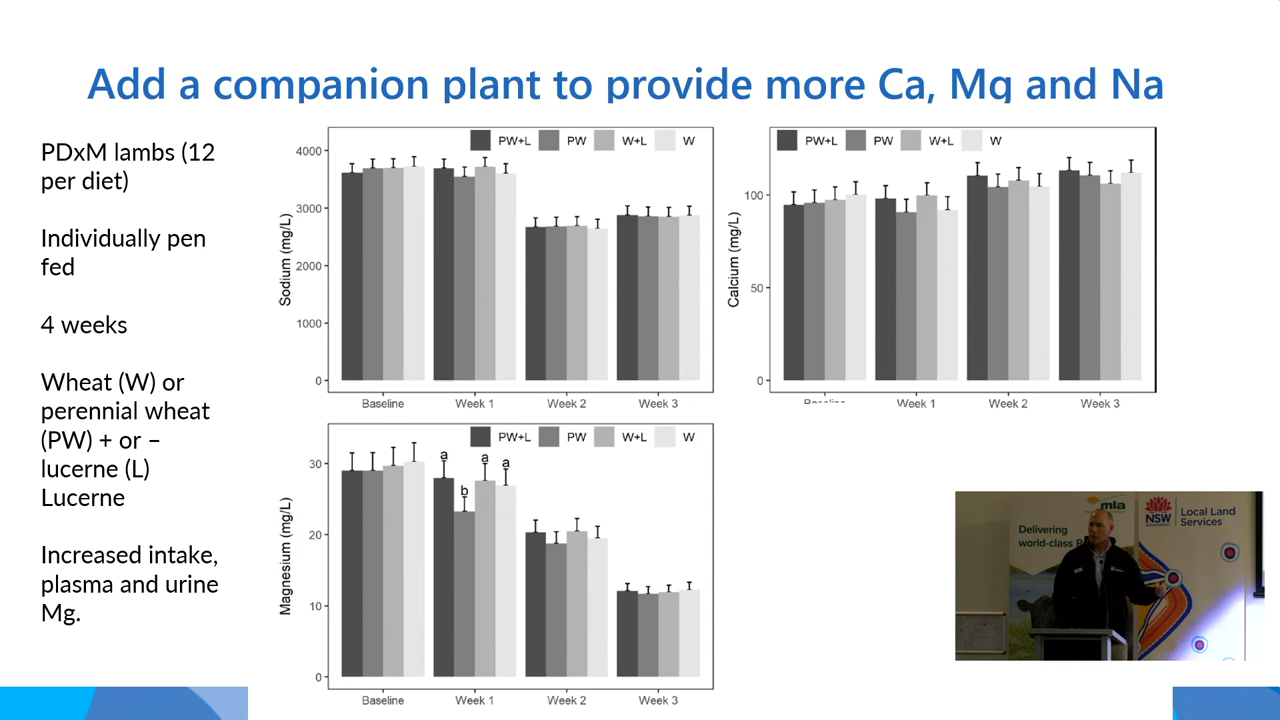 Add a companion plant to provide more Ca, Mg and Na
PDxM lambs (12
per diet)
Individually pen
fed
4 weeks
Wheat (W) or
perennial wheat
(PW) + or –
lucerne (L)
Lucerne
Increased intake,
plasma and urine
Mg.
PW+L PW W+L W
Sodium (mg/L)
4000
3000
2000
1000
0
Baseline Week 1 Week 2 Week 3
PW+L PW W+L W
Calcium (mg/L)
100
50
0
Baseline Week 1 Week 2 Week 3
PW+L PW W+L W
Magnesium (mg/L)
30
20
10
0
a b a a
Baseline Week 1 Week 2 Week 3
mla
Delivering
world-class R
NSW
GOVERNMENT
Local Land
Services